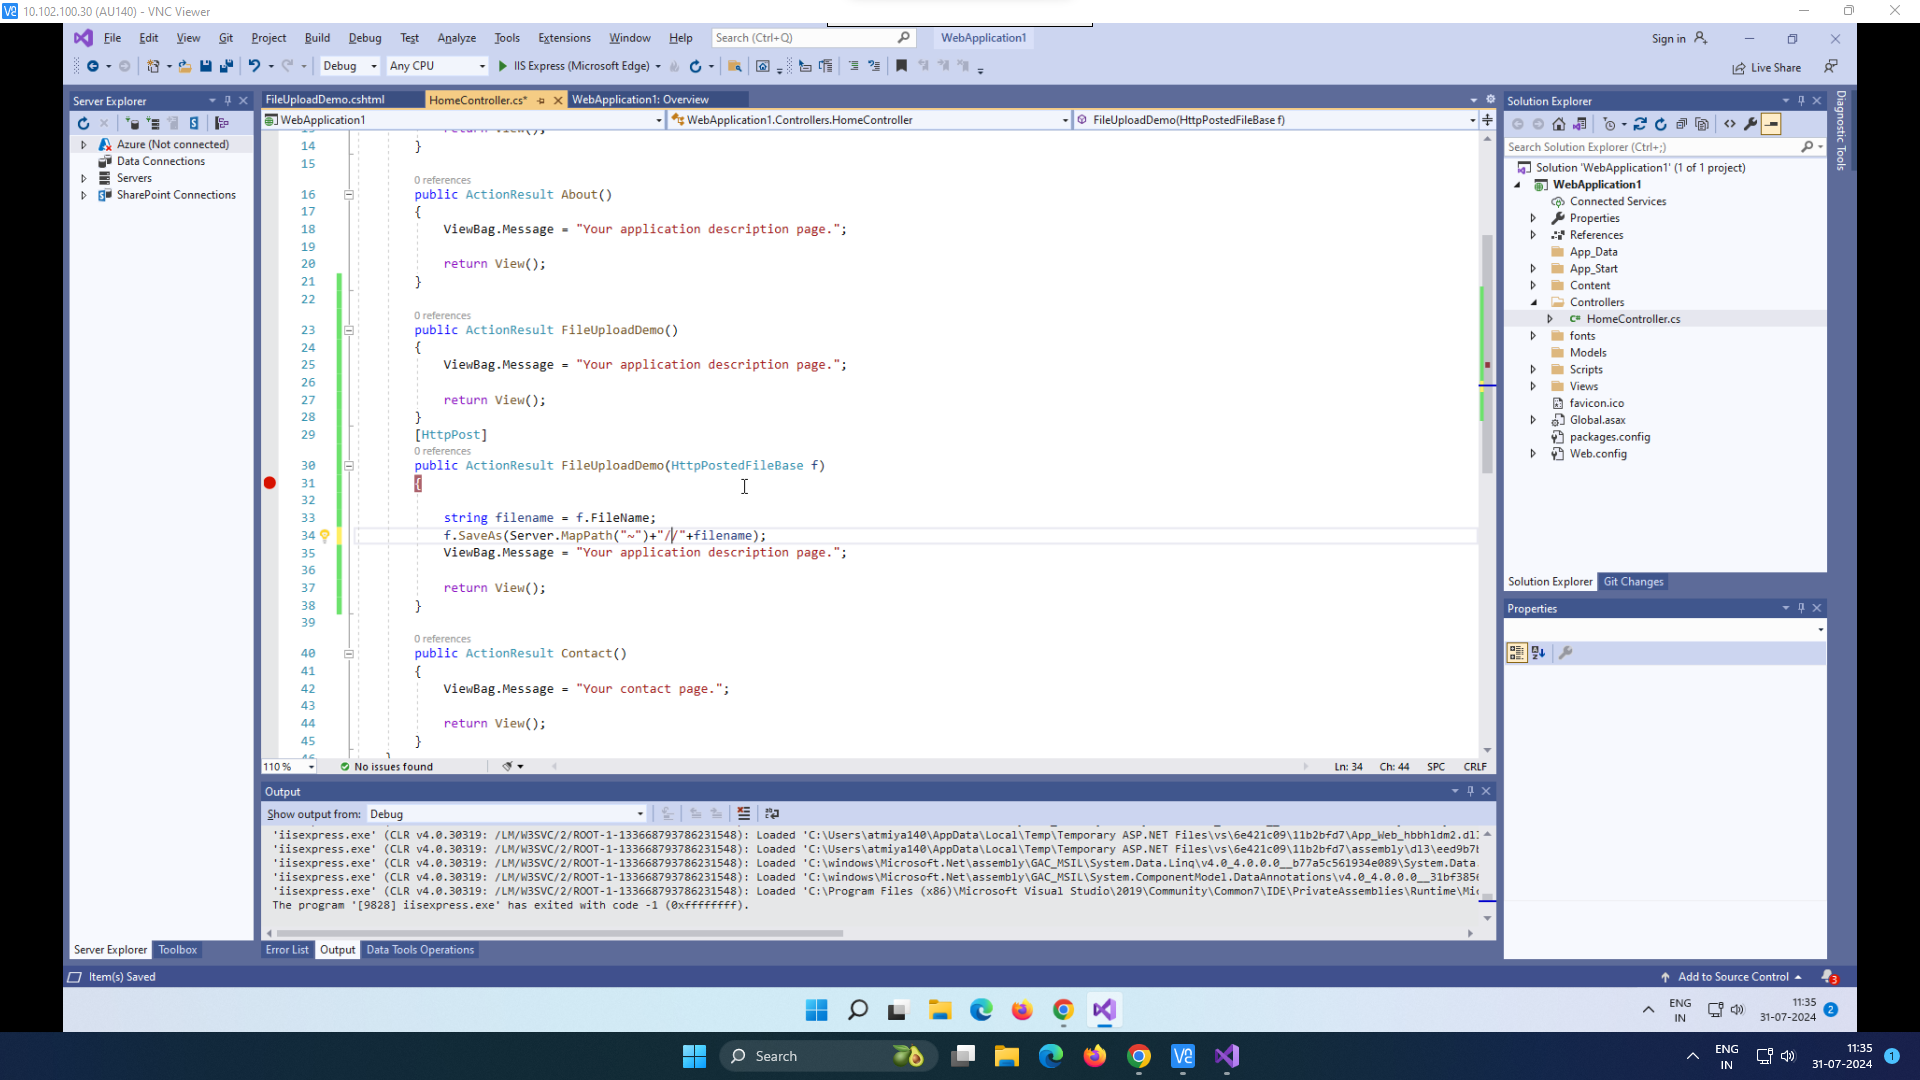 10.102.100.30 (AU140) - VNC Viewer
File Edit View Git Project Build Debug Test Analyze Tools Extensions Window Help Search (Ctrl+Q) WebApplication1 Sign in
Debug Any CPU IIS Express (Microsoft Edge) Live Share
Server Explorer
Azure (Not connected)
Data Connections
Servers
SharePoint Connections
FileUploadDemo.cshtml HomeController.cs* WebApplication1: Overview
WebApplication1 WebApplication1.Controllers.HomeController FileUploadDemo(HttpPostedFileBase f)
13 return View();
14 }
15
0 references
16 public ActionResult About()
17 {
18 ViewBag.Message = "Your application description page.";
19
20 return View();
21 }
22
0 references
23 public ActionResult FileUploadDemo()
24 {
25 ViewBag.Message = "Your application description page.";
26
27 return View();
28 }
29 [HttpPost]
0 references
30 public ActionResult FileUploadDemo(HttpPostedFileBase f)
31 {
32
33 string filename = f.FileName;
34 f.SaveAs(Server.MapPath("~")+"//"+filename);
35 ViewBag.Message = "Your application description page.";
36
37 return View();
38 }
39
0 references
40 public ActionResult Contact()
41 {
42 ViewBag.Message = "Your contact page.";
43
44 return View();
45 }
46 }
110 % No issues found Ln: 34 Ch: 44 SPC CRLF
Output
Show output from: Debug
'iisexpress.exe' (CLR v4.0.30319: /LM/W3SVC/2/ROOT-1-133668793786231548): Loaded 'C:\Users\atmiya140\AppData\Local\Temp\Temporary ASP.NET Files\vs\6e421c09\11b2bfd7\App_Web_hbbhldm2.dll
'iisexpress.exe' (CLR v4.0.30319: /LM/W3SVC/2/ROOT-1-133668793786231548): Loaded 'C:\Users\atmiya140\AppData\Local\Temp\Temporary ASP.NET Files\vs\6e421c09\11b2bfd7\assembly\dl3\eed9b7b
'iisexpress.exe' (CLR v4.0.30319: /LM/W3SVC/2/ROOT-1-133668793786231548): Loaded 'C:\windows\Microsoft.Net\assembly\GAC_MSIL\System.Data.Linq\v4.0_4.0.0.0__b77a5c561934e089\System.Data.
'iisexpress.exe' (CLR v4.0.30319: /LM/W3SVC/2/ROOT-1-133668793786231548): Loaded 'C:\windows\Microsoft.Net\assembly\GAC_MSIL\System.ComponentModel.DataAnnotations\v4.0_4.0.0.0__31bf3856
'iisexpress.exe' (CLR v4.0.30319: /LM/W3SVC/2/ROOT-1-133668793786231548): Loaded 'C:\Program Files (x86)\Microsoft Visual Studio\2019\Community\Common7\IDE\PrivateAssemblies\Runtime\Mic
The program '[9828] iisexpress.exe' has exited with code -1 (0xffffffff).
Server Explorer Toolbox
Error List Output Data Tools Operations
Solution Explorer
Search Solution Explorer (Ctrl+;)
Solution 'WebApplication1' (1 of 1 project)
WebApplication1
Connected Services
Properties
References
App_Data
App_Start
Content
Controllers
C# HomeController.cs
fonts
Models
Scripts
Views
favicon.ico
Global.asax
packages.config
Web.config
Solution Explorer Git Changes
Properties
Diagnostic Tools
Item(s) Saved Add to Source Control 3
ENG
IN
11:35
31-07-2024
2
Search
ENG
IN
11:35
31-07-2024
1